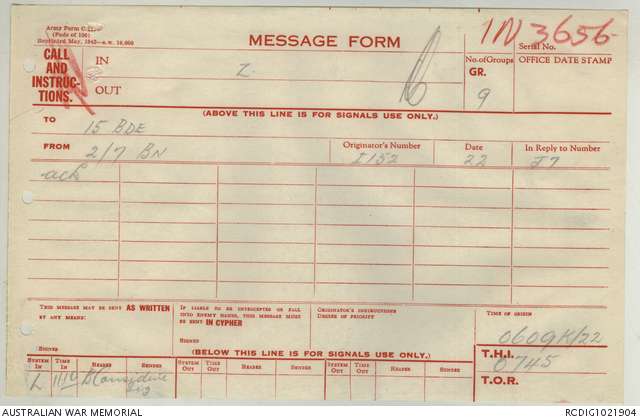 Army Form C.
(Pads of 100)
Reprinted May, 1943
MESSAGE FORM
IN 3656
Serial No.
CALL AND INSTRUCTIONS.
IN
Z
OUT
No. of Groups
GR.
9
OFFICE DATE STAMP
(ABOVE THIS LINE IS FOR SIGNALS USE ONLY.)
TO
15 BDE
FROM
2/7 BN
Originator's Number
I152
Date
22
In Reply to Number
J7
ack
THIS MESSAGE MAY BE SENT AS WRITTEN
BY ANY MEANS:
SIGNED
IF LIABLE TO BE INTERCEPTED OR FALL
INTO ENEMY HANDS, THIS MESSAGE MUST
BE SENT IN CYPHER
SIGNED
ORIGINATOR'S INSTRUCTIONS
DEGREE OF PRIORITY
TIME OF ORIGIN
0609K/22
(BELOW THIS LINE IS FOR SIGNALS USE ONLY.)
T.H.I.
0745
T.O.R.
SYSTEM IN
TIME IN
READER
SENDER
SYSTEM OUT
TIME OUT
READER
SENDER
SYSTEM OUT
TIME OUT
READER
SENDER
L
Considine
Sig
AUSTRALIAN WAR MEMORIAL
RCDIG1021904